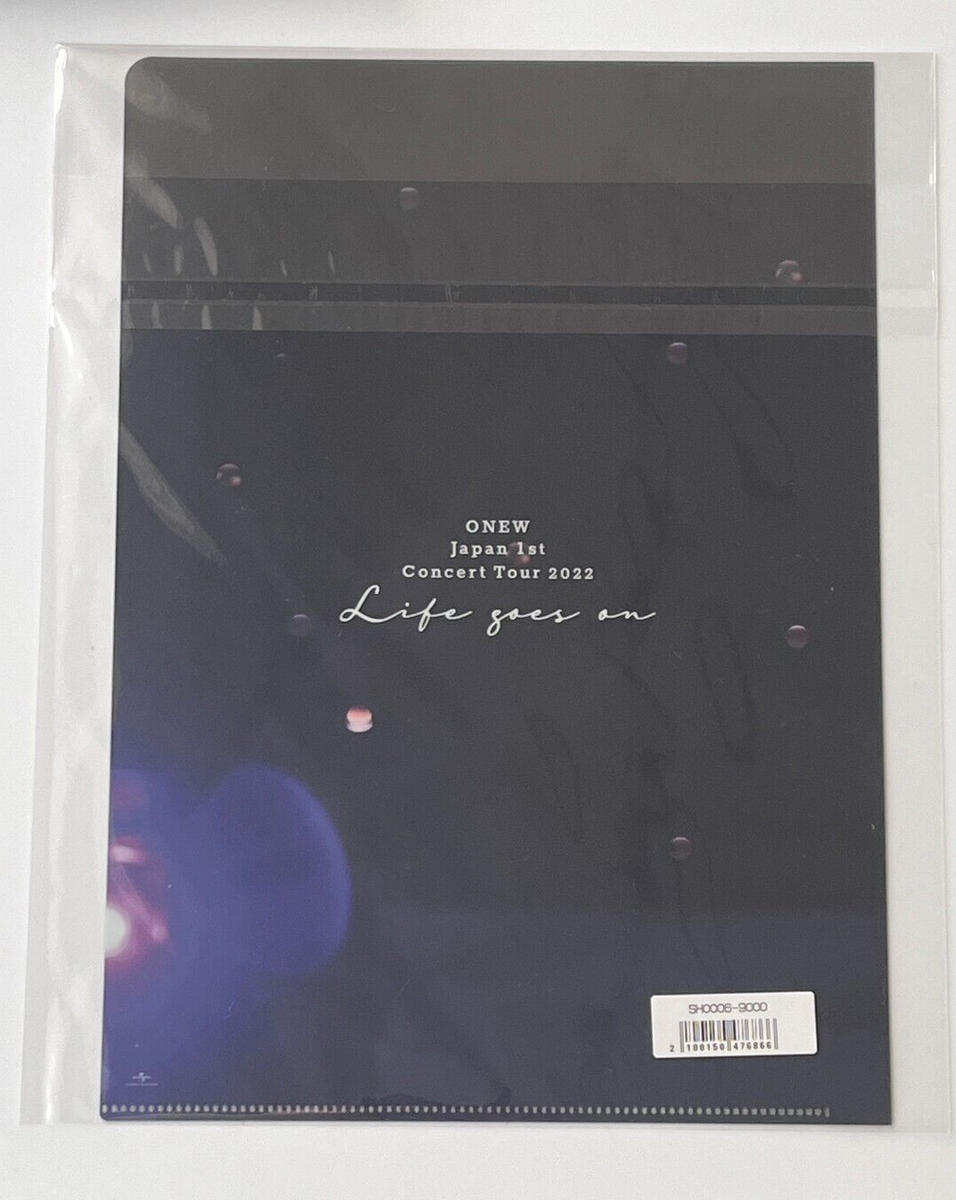 ONEW
Japan 1st
Concert Tour 2022
Life goes on
SH0006-9000
2 100150 476866